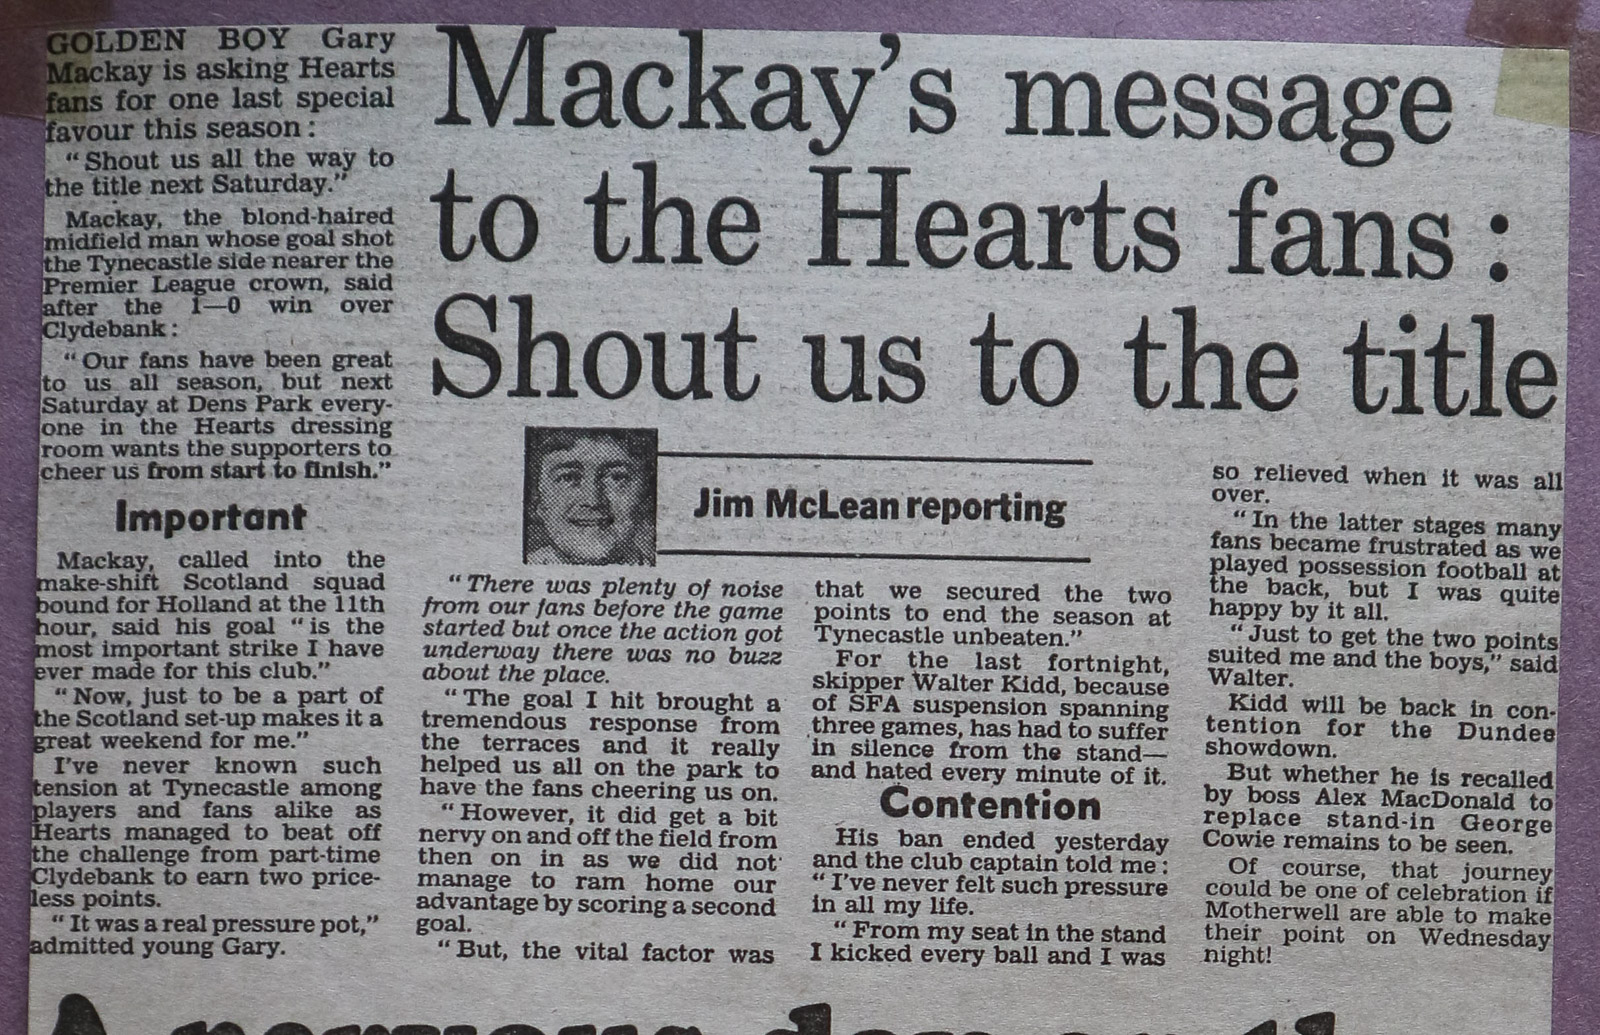 GOLDEN BOY Gary
Mackay is asking Hearts
fans for one last special
favour this season:
"Shout us all the way to
the title next Saturday."
Mackay, the blond-haired
midfield man whose goal shot
the Tynecastle side nearer the
Premier League crown, said
after the 1—0 win over
Clydebank:
"Our fans have been great
to us all season, but next
Saturday at Dens Park every-
one in the Hearts dressing
room wants the supporters to
cheer us from start to finish."
Important
Mackay, called into the
make-shift Scotland squad
bound for Holland at the 11th
hour, said his goal "is the
most important strike I have
ever made for this club."
"Now, just to be a part of
the Scotland set-up makes it a
great weekend for me."
I've never known such
tension at Tynecastle among
players and fans alike as
Hearts managed to beat off
the challenge from part-time
Clydebank to earn two price-
less points.
"It was a real pressure pot,"
admitted young Gary.
Mackay's message
to the Hearts fans :
Shout us to the title
Jim McLean reporting
"There was plenty of noise
from our fans before the game
started but once the action got
underway there was no buzz
about the place.
"The goal I hit brought a
tremendous response from
the terraces and it really
helped us all on the park to
have the fans cheering us on.
"However, it did get a bit
nervy on and off the field from
then on in as we did not
manage to ram home our
advantage by scoring a second
goal.
"But, the vital factor was
that we secured the two
points to end the season at
Tynecastle unbeaten."
For the last fortnight,
skipper Walter Kidd, because
of SFA suspension spanning
three games, has had to suffer
in silence from the stand—
and hated every minute of it.
Contention
His ban ended yesterday
and the club captain told me:
"I've never felt such pressure
in all my life.
"From my seat in the stand
I kicked every ball and I was
so relieved when it was all
over.
"In the latter stages many
fans became frustrated as we
played possession football at
the back, but I was quite
happy by it all.
"Just to get the two points
suited me and the boys," said
Walter.
Kidd will be back in con-
tention for the Dundee
showdown.
But whether he is recalled
by boss Alex MacDonald to
replace stand-in George
Cowie remains to be seen.
Of course, that journey
could be one of celebration if
Motherwell are able to make
their point on Wednesday
night!